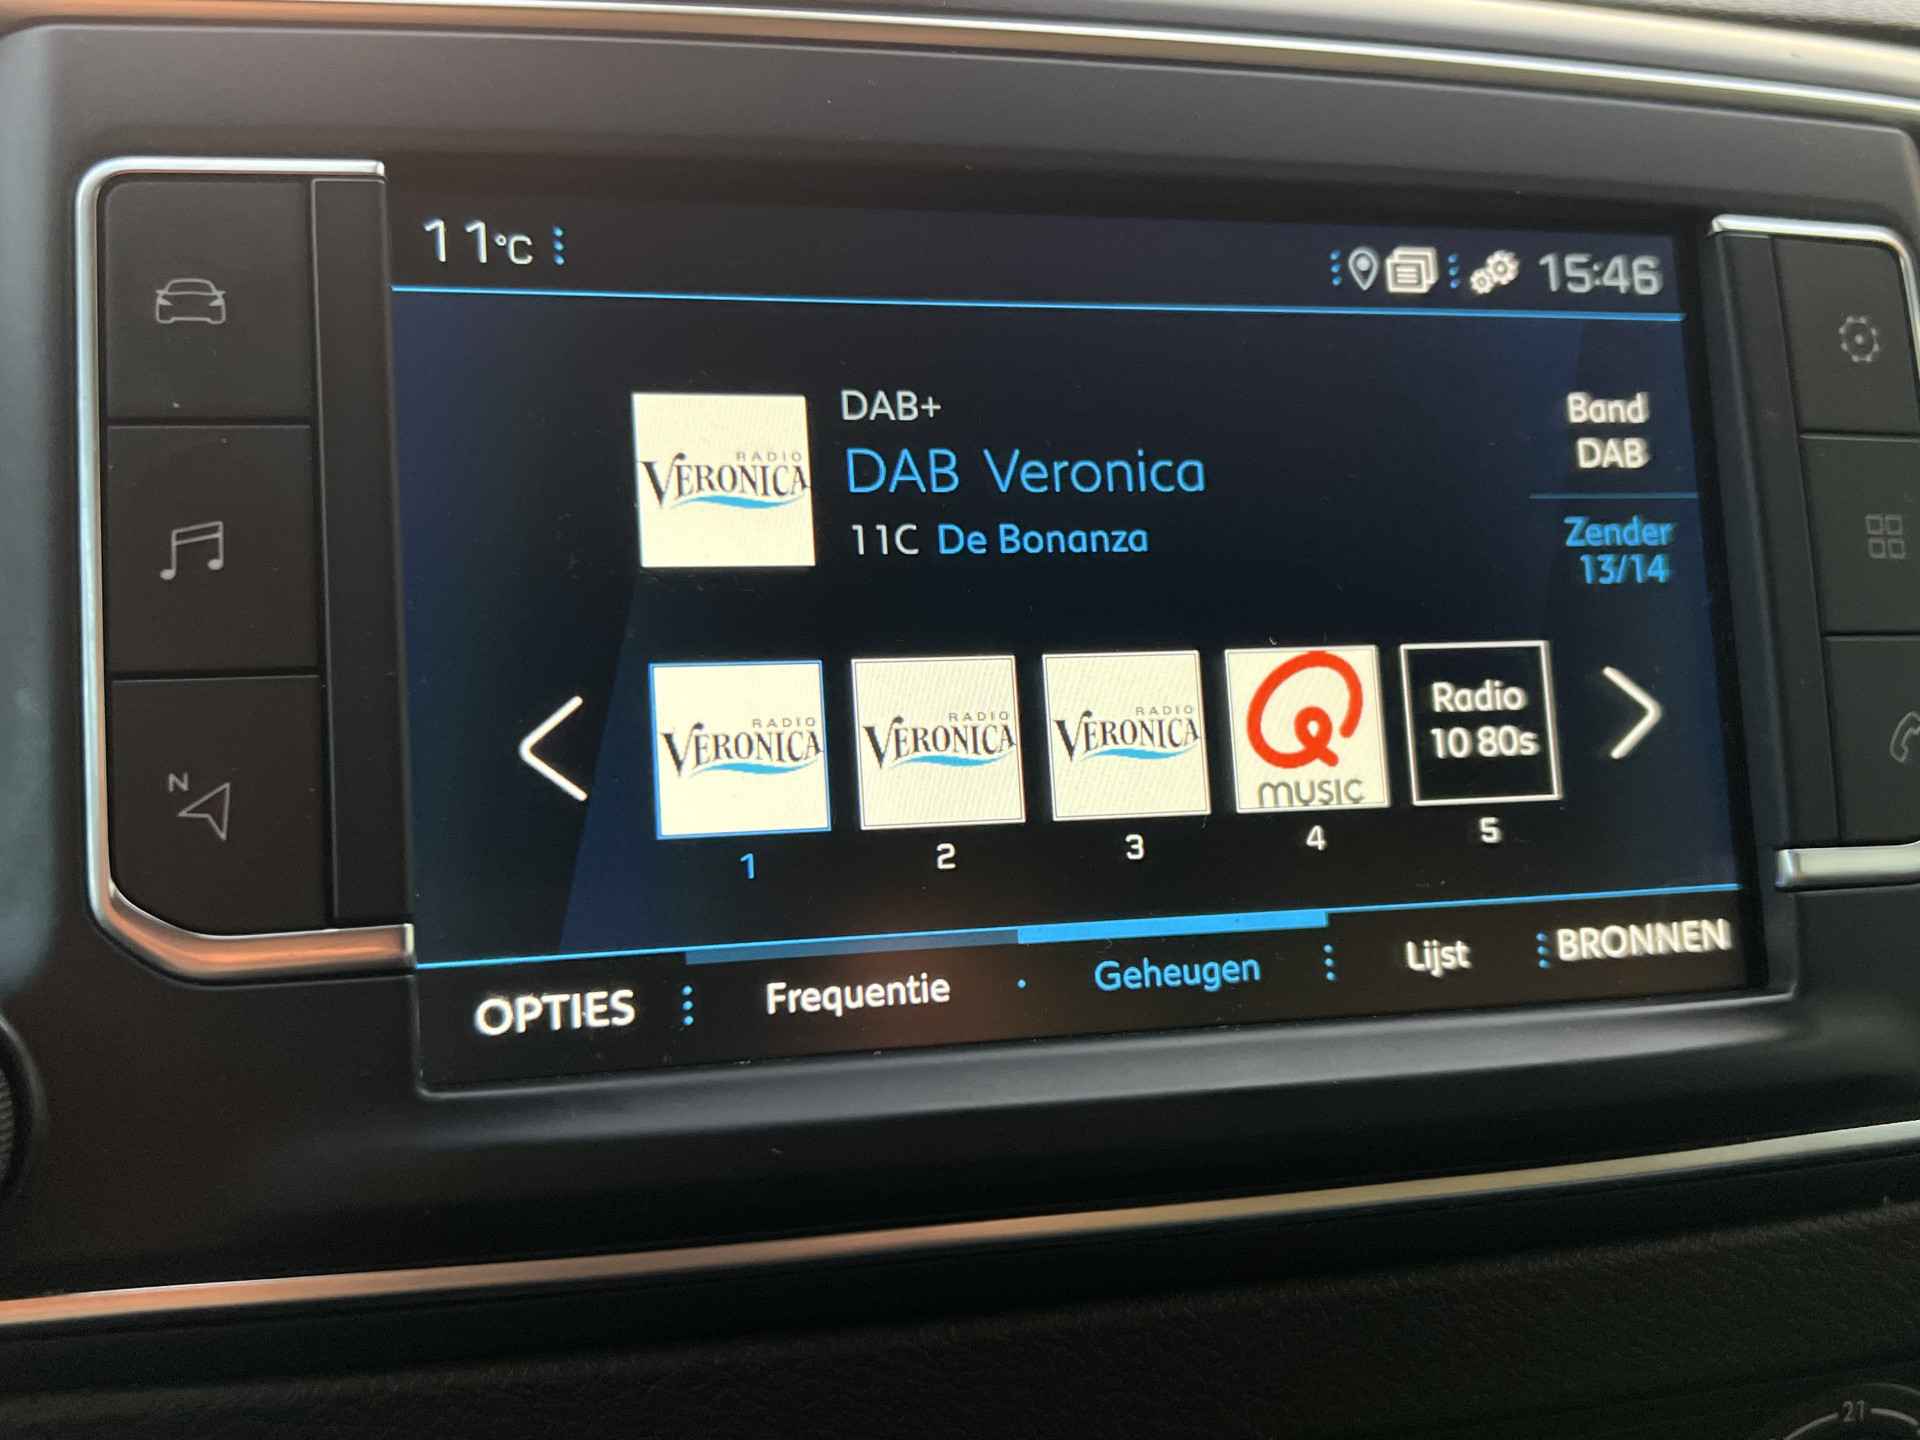 11°C
15:46
DAB+
DAB Veronica
11C De Bonanza
Band
DAB
Zender
13/14
RADIO
VERONICA
RADIO
VERONICA
RADIO
VERONICA
RADIO
VERONICA
MUSIC
Radio
10 80s
1
2
3
4
5
OPTIES
Frequentie
Geheugen
Lijst
BRONNEN
N
21